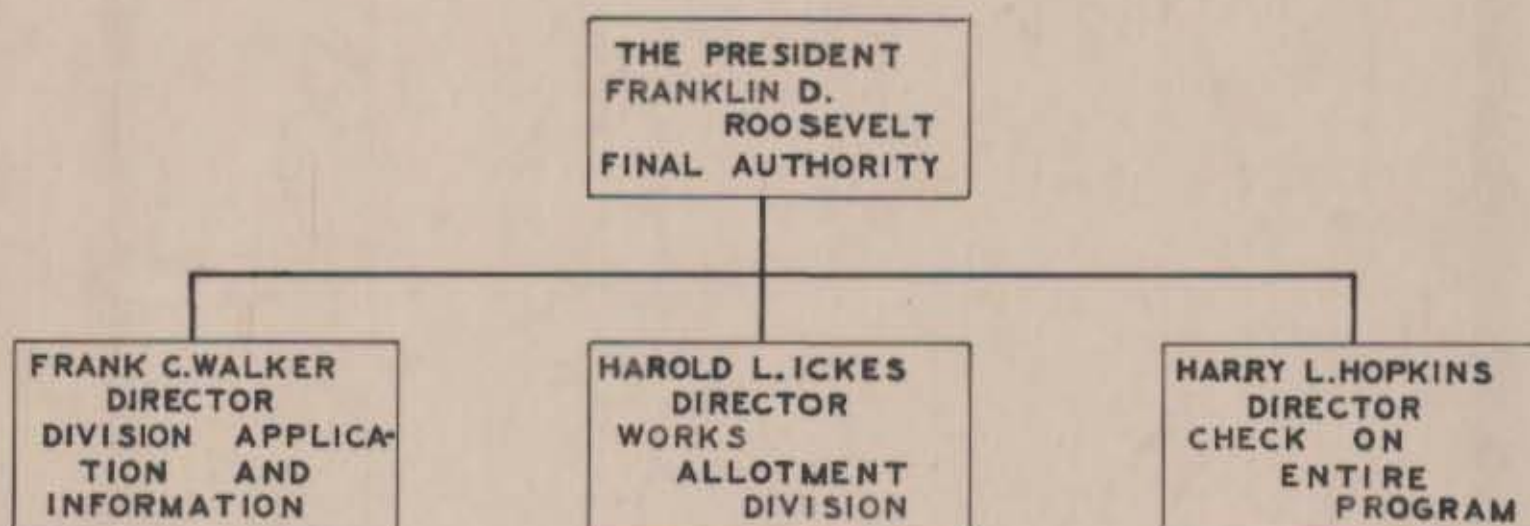 THE PRESIDENT
FRANKLIN D.
ROOSEVELT
FINAL AUTHORITY
FRANK C. WALKER
DIRECTOR
DIVISION APPLICA-
TION AND
INFORMATION
HAROLD L. ICKES
DIRECTOR
WORKS
ALLOTMENT
DIVISION
HARRY L. HOPKINS
DIRECTOR
CHECK ON
ENTIRE
PROGRAM